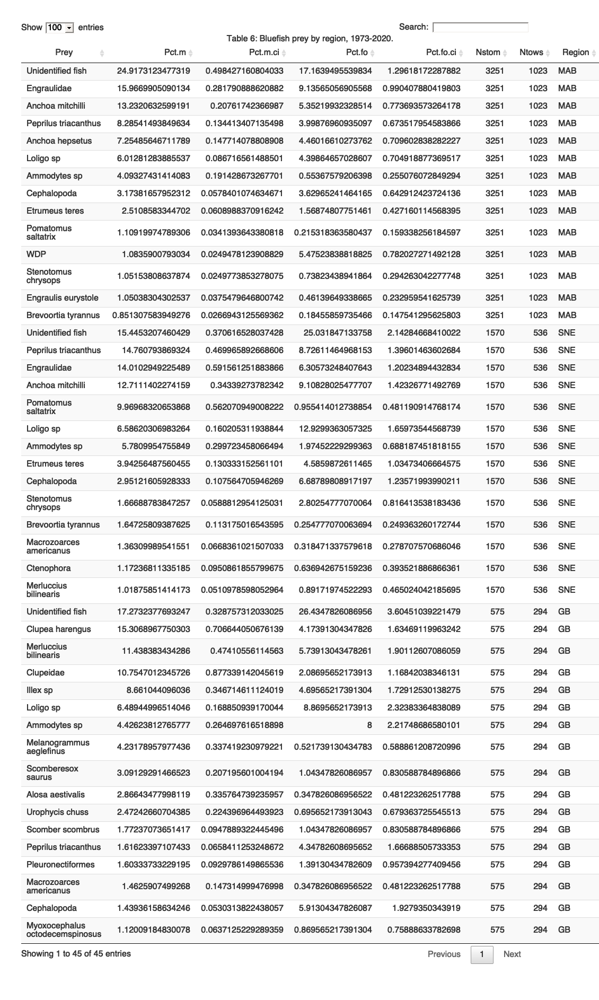 Show 100 entries Search:
Table 6: Bluefish prey by region, 1973-2020.
Prey Pct.m Pct.m.ci Pct.fo Pct.fo.ci Nstom Ntows Region
Unidentified fish 24.9173123477319 0.498427160804033 17.1639495539834 1.29618172287882 3251 1023 MAB
Engraulidae 15.9669905090134 0.281790888620882 9.13565056905568 0.990407880419803 3251 1023 MAB
Anchoa mitchilli 13.2320632599191 0.20761742366987 5.35219932328514 0.773693573264178 3251 1023 MAB
Peprilus triacanthus 8.28541493849634 0.134413407135498 3.99876960935097 0.673517954583866 3251 1023 MAB
Anchoa hepsetus 7.25485646711789 0.147714078808908 4.46016610273762 0.709602838282227 3251 1023 MAB
Loligo sp 6.01281283885537 0.086716561488501 4.39864657028607 0.704918877369517 3251 1023 MAB
Ammodytes sp 4.09327431414083 0.191428673267701 0.55367579206398 0.255076072849294 3251 1023 MAB
Cephalopoda 3.17381657952312 0.0578401074634671 3.62965241464165 0.642912423724136 3251 1023 MAB
Etrumeus teres 2.5108583344702 0.0608988370916242 1.56874807751461 0.427160114568395 3251 1023 MAB
Pomatomus
saltatrix 1.10919974789306 0.0341393643380818 0.215318363580437 0.159338256184597 3251 1023 MAB
WDP 1.0835900793034 0.0249478123908829 5.47523838818825 0.782027271492128 3251 1023 MAB
Stenotomus
chrysops 1.05153808637874 0.0249773853278075 0.73823438941864 0.294263042277748 3251 1023 MAB
Engraulis eurystole 1.05038304302537 0.0375479646800742 0.46139649338665 0.232959541625739 3251 1023 MAB
Brevoortia tyrannus 0.851307583949276 0.0266943125569362 0.18455859735466 0.147541295625803 3251 1023 MAB
Unidentified fish 15.4453207460429 0.370616528037428 25.031847133758 2.14284668410022 1570 536 SNE
Peprilus triacanthus 14.760793869324 0.469965892668606 8.72611464968153 1.39601463602684 1570 536 SNE
Engraulidae 14.0102949225489 0.591561251883866 6.30573248407643 1.20234894432834 1570 536 SNE
Anchoa mitchilli 12.7111402274159 0.34339273782342 9.10828025477707 1.42326771492769 1570 536 SNE
Pomatomus
saltatrix 9.96968320653868 0.562070949008222 0.955414012738854 0.481190914768174 1570 536 SNE
Loligo sp 6.58620306983264 0.160205311938844 12.9299363057325 1.65973544568739 1570 536 SNE
Ammodytes sp 5.7809954755849 0.299723458066494 1.97452229299363 0.688187451818155 1570 536 SNE
Etrumeus teres 3.94256487560455 0.130333152561101 4.5859872611465 1.03473406664575 1570 536 SNE
Cephalopoda 2.95121605928333 0.107564705946269 6.68789808917197 1.23571993990211 1570 536 SNE
Stenotomus
chrysops 1.66688783847257 0.0588812954125031 2.80254777070064 0.816413538183436 1570 536 SNE
Brevoortia tyrannus 1.64725809387625 0.113175016543595 0.254777070063694 0.249363260172744 1570 536 SNE
Macrozoarces
americanus 1.36309989541551 0.0668361021507033 0.318471337579618 0.278707570686046 1570 536 SNE
Ctenophora 1.17236811335185 0.0950861855799675 0.636942675159236 0.393521886866361 1570 536 SNE
Merluccius
bilinearis 1.01875851414173 0.0510978598052964 0.89171974522293 0.465024042185695 1570 536 SNE
Unidentified fish 17.2732377693247 0.328757312033025 26.4347826086956 3.60451039221479 575 294 GB
Clupea harengus 15.3068967750303 0.706644050676139 4.17391304347826 1.63469119963242 575 294 GB
Merluccius
bilinearis 11.438383434286 0.47410556114563 5.73913043478261 1.90112607086059 575 294 GB
Clupeidae 10.7547012345726 0.877339142045619 2.08695652173913 1.16842038346131 575 294 GB
Illex sp 8.661044096036 0.346714611124019 4.69565217391304 1.72912530138275 575 294 GB
Loligo sp 6.48944996514046 0.168850939170044 8.8695652173913 2.32383364838089 575 294 GB
Ammodytes sp 4.42623812765777 0.264697616518898 8 2.21748686580101 575 294 GB
Melanogrammus
aeglefinus 4.23178957977436 0.337419230979221 0.521739130434783 0.588861208720996 575 294 GB
Scomberesox
saurus 3.09129291466523 0.207195601004194 1.04347826086957 0.830588784896866 575 294 GB
Alosa aestivalis 2.86643477998119 0.335764739235957 0.347826086956522 0.481223262517788 575 294 GB
Urophycis chuss 2.47242660704385 0.224396964493923 0.695652173913043 0.679363725545513 575 294 GB
Scomber scombrus 1.77237073651417 0.0947889322445496 1.04347826086957 0.830588784896866 575 294 GB
Peprilus triacanthus 1.61623397107433 0.0658411253248672 4.34782608695652 1.66688505733353 575 294 GB
Pleuronectiformes 1.60333733229195 0.0929786149865536 1.39130434782609 0.957394277409456 575 294 GB
Macrozoarces
americanus 1.4625907499268 0.147314999476998 0.347826086956522 0.481223262517788 575 294 GB
Cephalopoda 1.43936158634246 0.0530313822438057 5.91304347826087 1.9279350343919 575 294 GB
Myoxocephalus
octodecemspinosus 1.12009184830078 0.0637125229289359 0.869565217391304 0.75888633782698 575 294 GB
Showing 1 to 45 of 45 entries Previous 1 Next